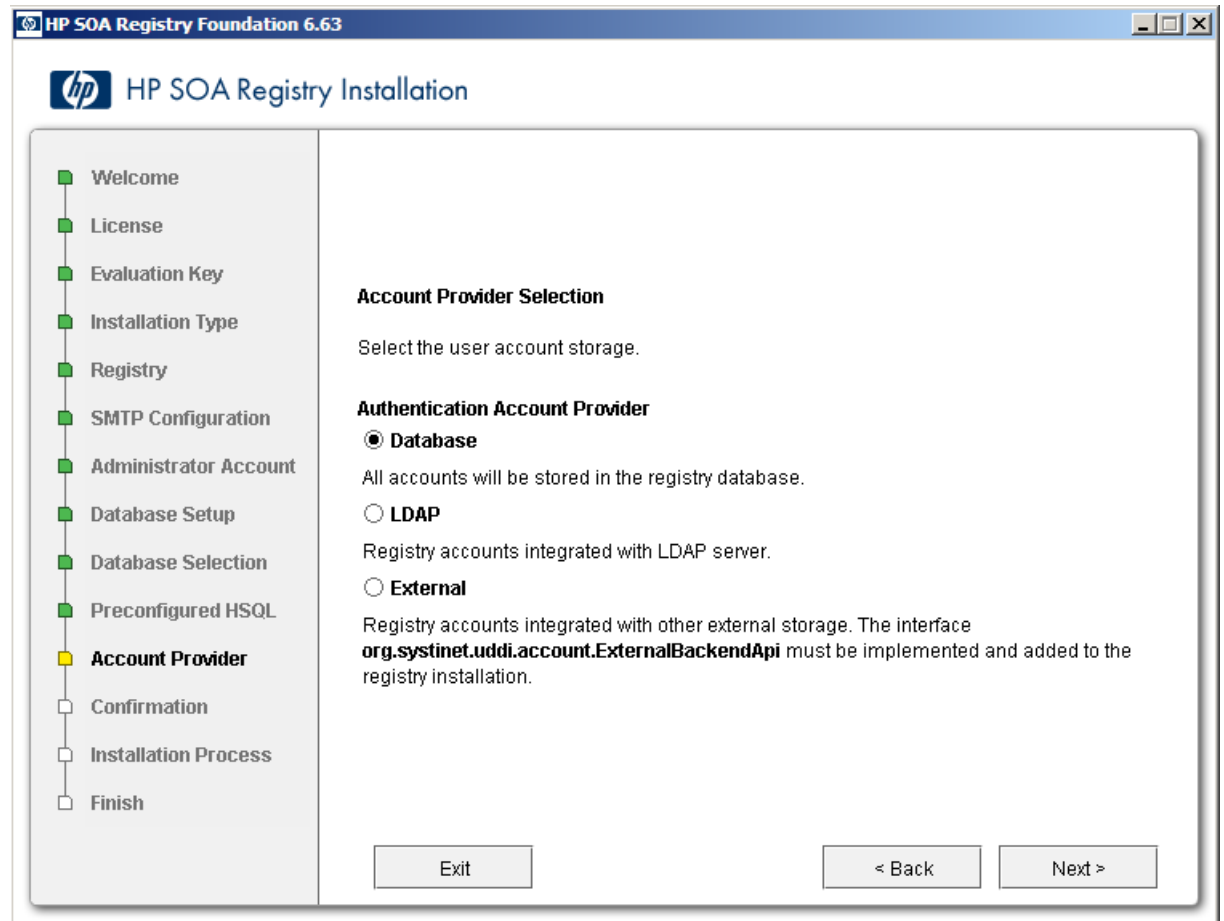 HP SOA Registry Foundation 6.63
hp HP SOA Registry Installation
Welcome
License
Evaluation Key
Installation Type
Registry
SMTP Configuration
Administrator Account
Database Setup
Database Selection
Preconfigured HSQL
Account Provider
Confirmation
Installation Process
Finish
Account Provider Selection
Select the user account storage.
Authentication Account Provider
Database
All accounts will be stored in the registry database.
LDAP
Registry accounts integrated with LDAP server.
External
Registry accounts integrated with other external storage. The interface
org.systinet.uddi.account.ExternalBackendApi must be implemented and added to the
registry installation.
Exit
< Back
Next >